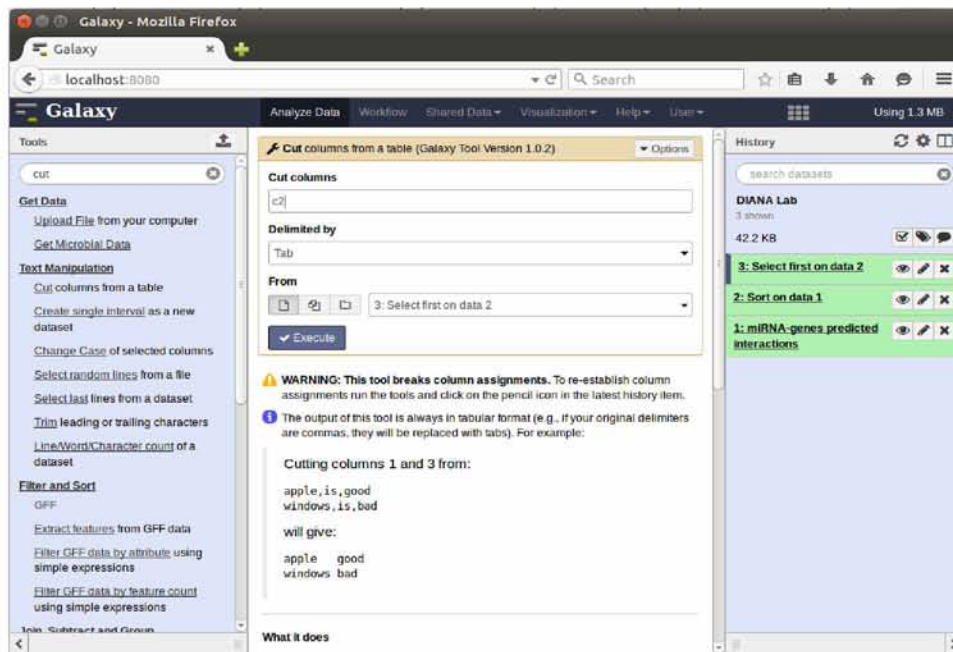 Galaxy - Mozilla Firefox
Galaxy
localhost:8080
Search
Galaxy
Analyze Data Workflow Shared Data Visualization Help User
Using 1.3 MB
Tools
cut
Get Data
Upload File from your computer
Get Microbial Data
Text Manipulation
Cut columns from a table
Create single interval as a new
dataset
Change Case of selected columns
Select random lines from a file
Select last lines from a dataset
Trim leading or trailing characters
Line/Word/Character count of a
dataset
Filter and Sort
GFF
Extract features from GFF data
Filter GFF data by attribute using
simple expressions
Filter GFF data by feature count
using simple expressions
Join, Subtract and Group
Cut columns from a table (Galaxy Tool Version 1.0.2)
Options
Cut columns
c2
Delimited by
Tab
From
3: Select first on data 2
Execute
WARNING: This tool breaks column assignments. To re-establish column
assignments run the tools and click on the pencil icon in the latest history item.
The output of this tool is always in tabular format (e.g., if your original delimiters
are commas, they will be replaced with tabs). For example:
Cutting columns 1 and 3 from:
apple,is,good
windows,is,bad
will give:
apple good
windows bad
What it does
History
search datasets
DIANA Lab
3 shown
42.2 KB
3: Select first on data 2
2: Sort on data 1
1: miRNA-genes predicted
interactions